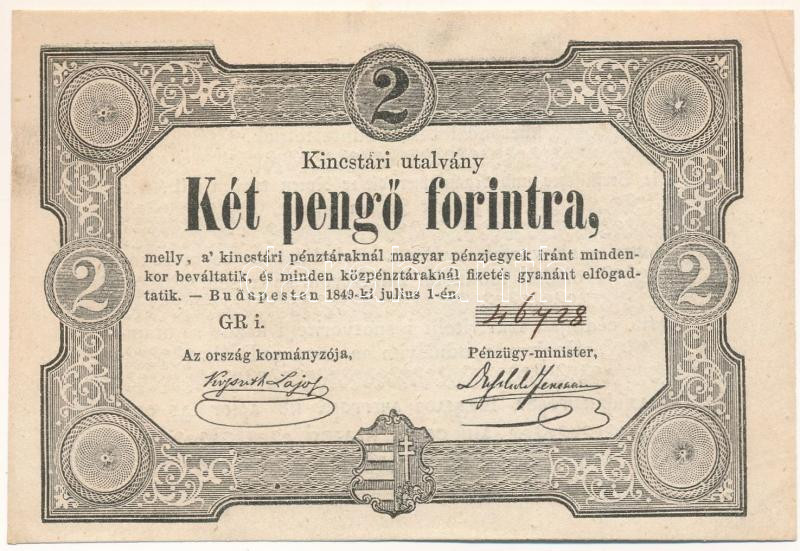 2
Kincstári utalvány
Két pengő forintra,
melly, a' kincstári pénztáraknál magyar pénzjegyek iránt minden-
kor beváltatik, és minden közpénztáraknál fizetés gyanánt elfogad-
tatik. — Budapesten 1849-ki julius 1-én.
2
2
GR i.
Az ország kormányzója,
Pénzügy-minister,
Kossuth Lajos